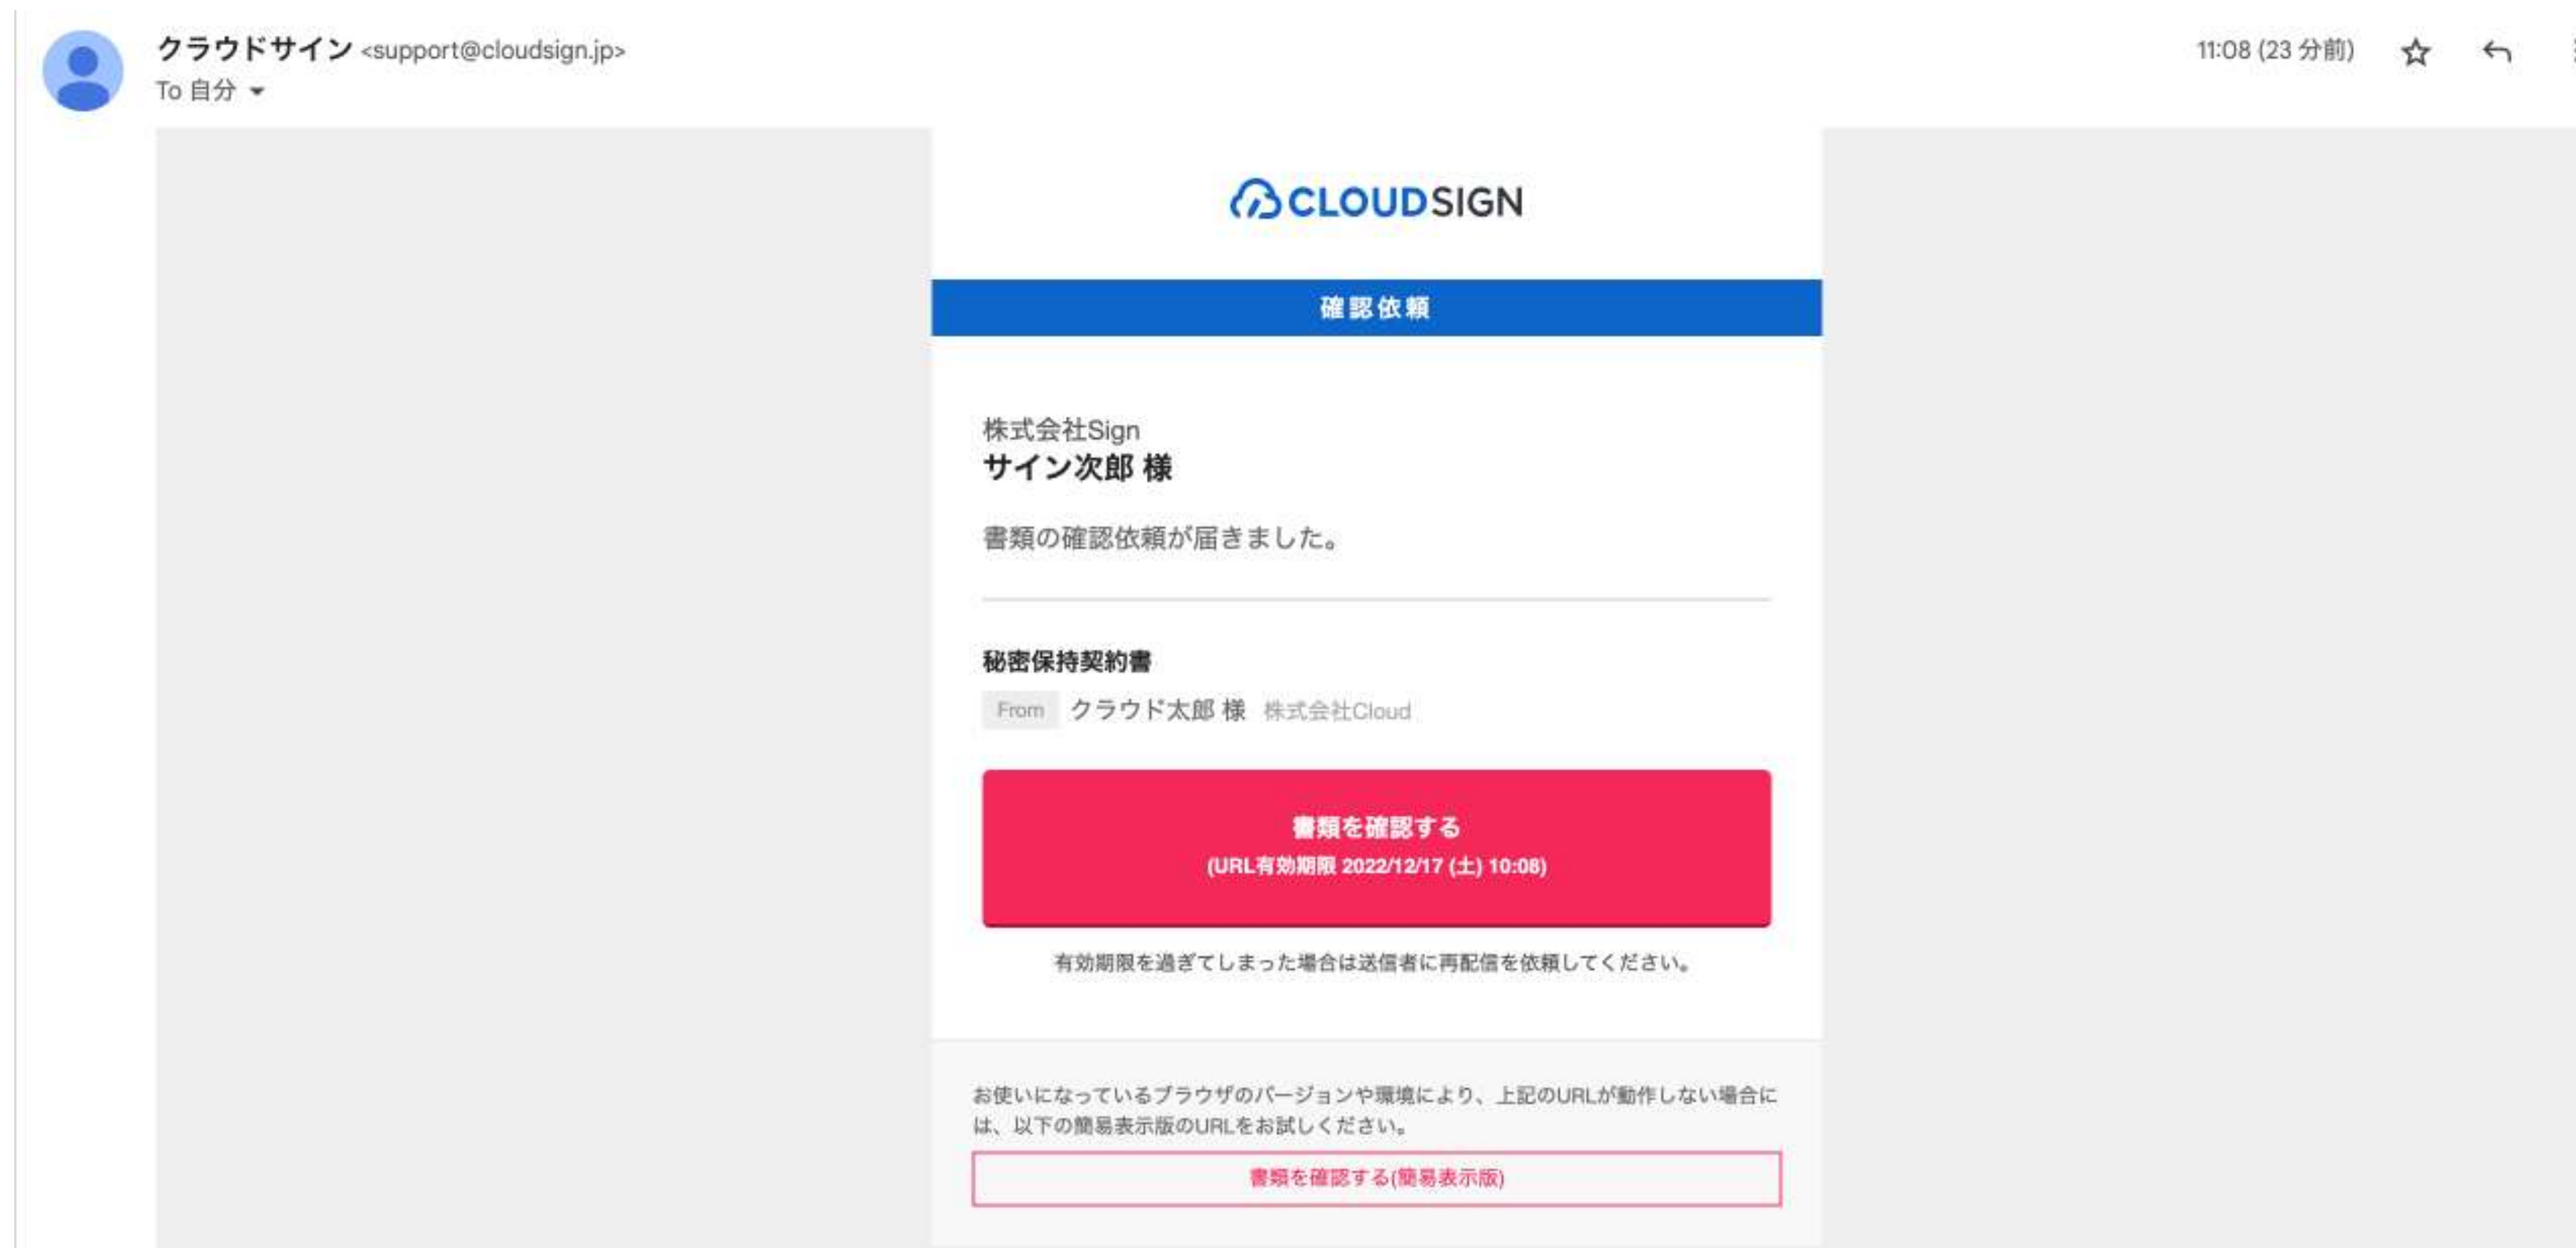 クラウドサイン <support@cloudsign.jp>
11:08 (23 分前)
To 自分
CLOUDSIGN
確認依頼
株式会社Sign
サイン次郎 様
書類の確認依頼が届きました。
秘密保持契約書
From クラウド太郎 様 株式会社Cloud
書類を確認する
(URL有効期限 2022/12/17 (土) 10:08)
有効期限を過ぎてしまった場合は送信者に再配信を依頼してください。
お使いになっているブラウザのバージョンや環境により、上記のURLが動作しない場合に
は、以下の簡易表示版のURLをお試しください。
書類を確認する(簡易表示版)